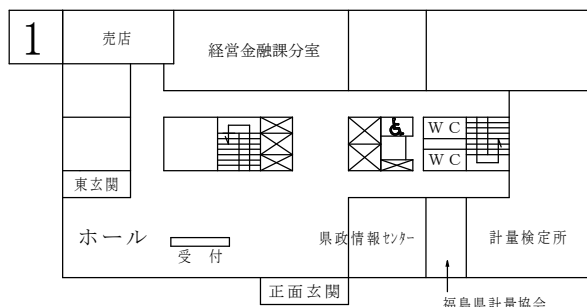 1
売店
経営金融課分室
WC
WC
東玄関
ホール
受 付
県政情報センター
計量検定所
正面玄関
福島県計量協会